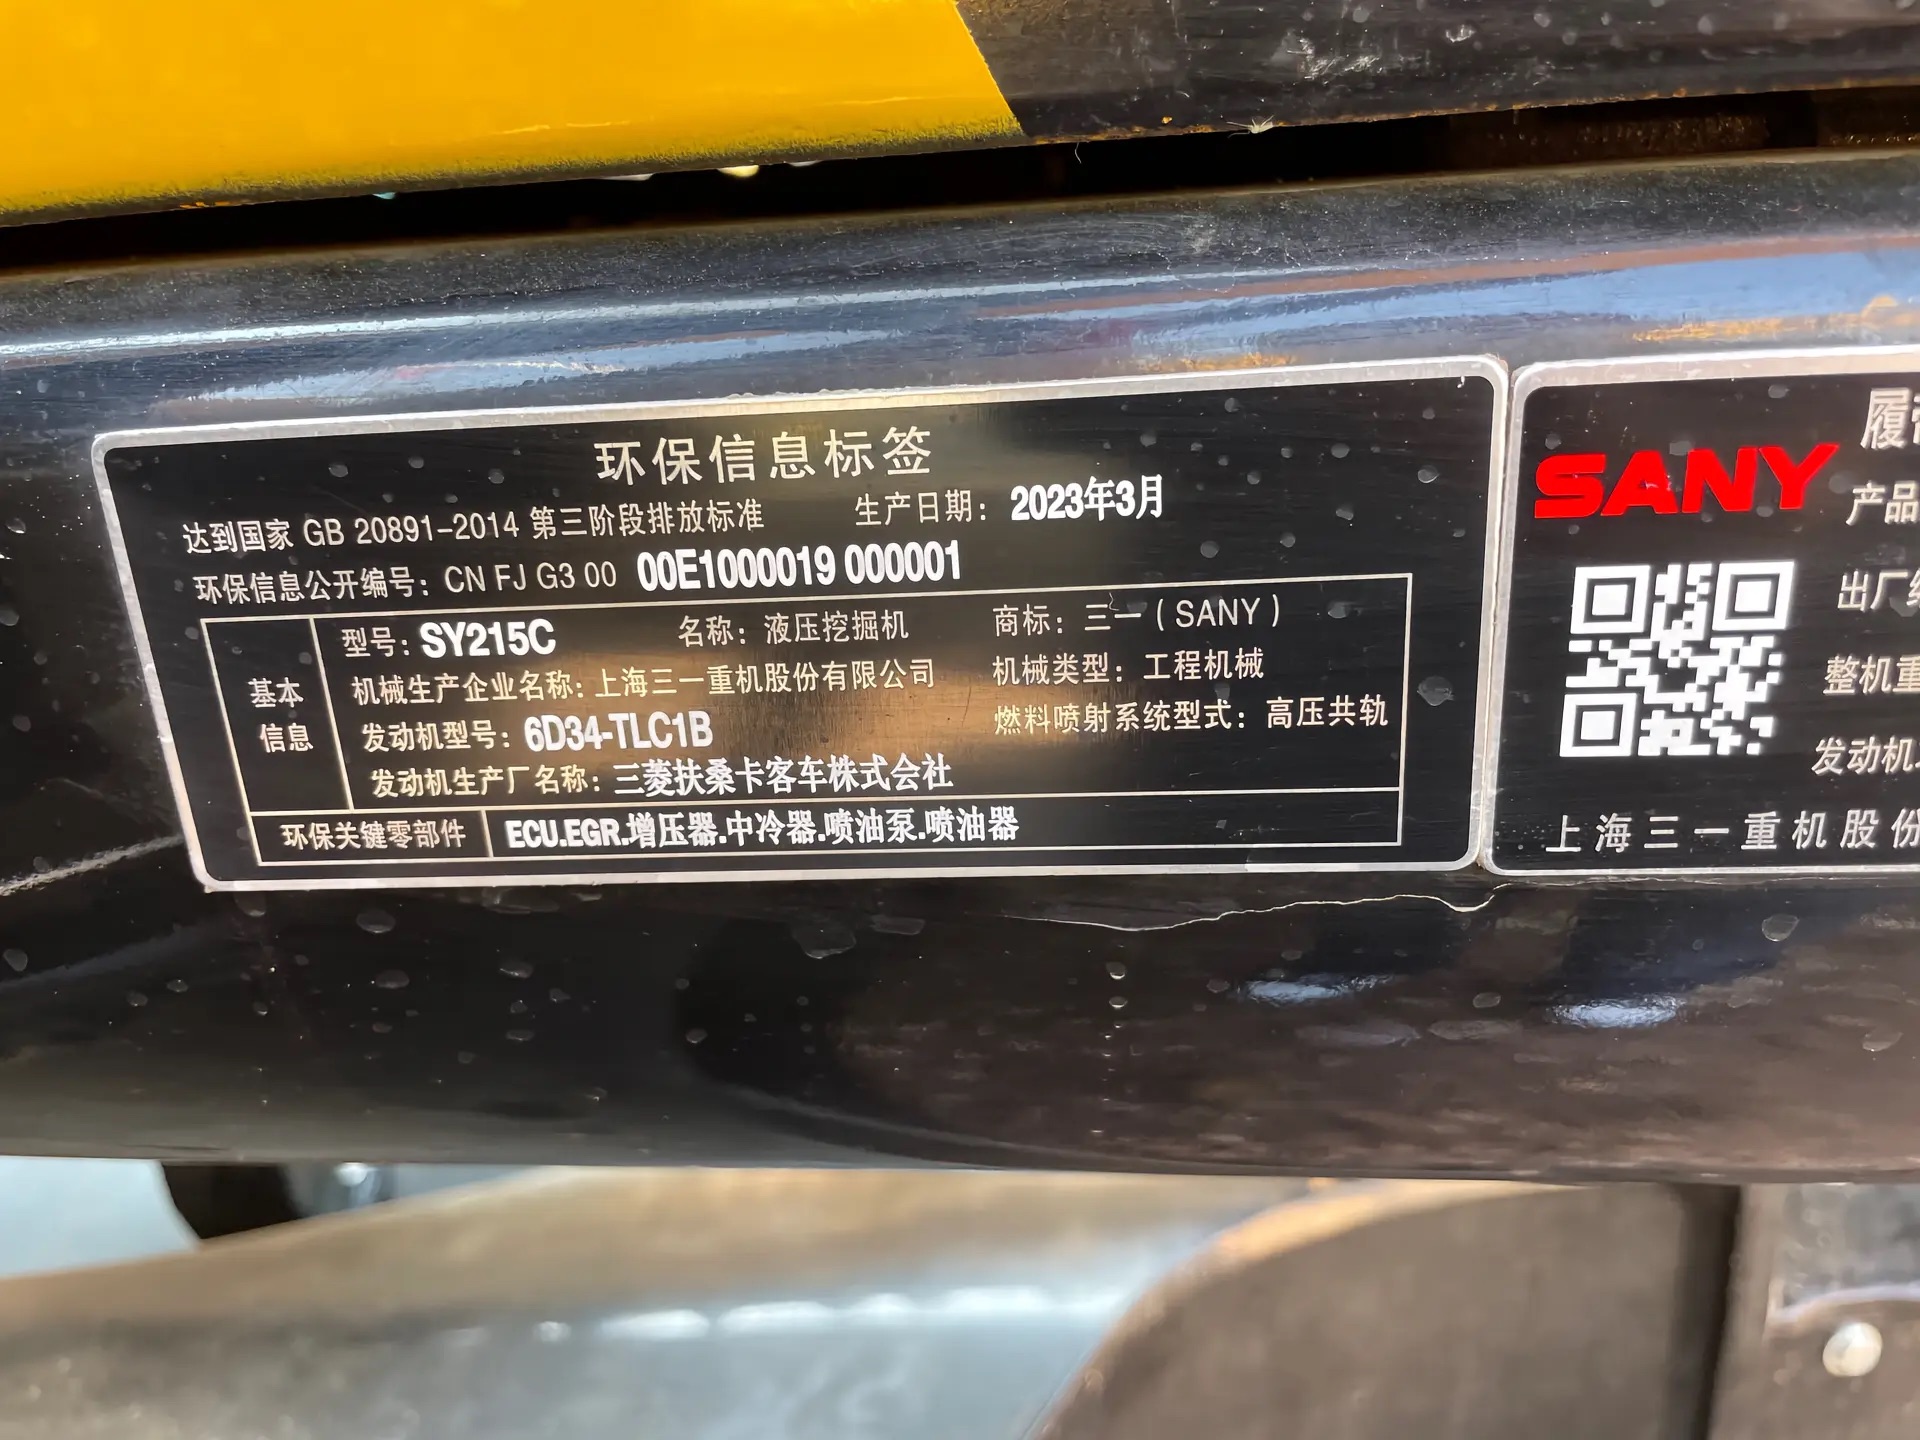 环保信息标签
达到国家 GB 20891-2014 第三阶段排放标准 生产日期: 2023年3月
环保信息公开编号: CN FJ G3 00 00E1000019 000001
基本信息
型号: SY215C 名称: 液压挖掘机 商标: 三一(SANY)
机械生产企业名称: 上海三一重机股份有限公司 机械类型: 工程机械
发动机型号: 6D34-TLC1B 燃料喷射系统型式: 高压共轨
发动机生产厂名称: 三菱扶桑卡客车株式会社
环保关键零部件 ECU.EGR.增压器.中冷器.喷油泵.喷油器
SANY
履
产品
出厂
整机重
发动机
上海三一重机股份